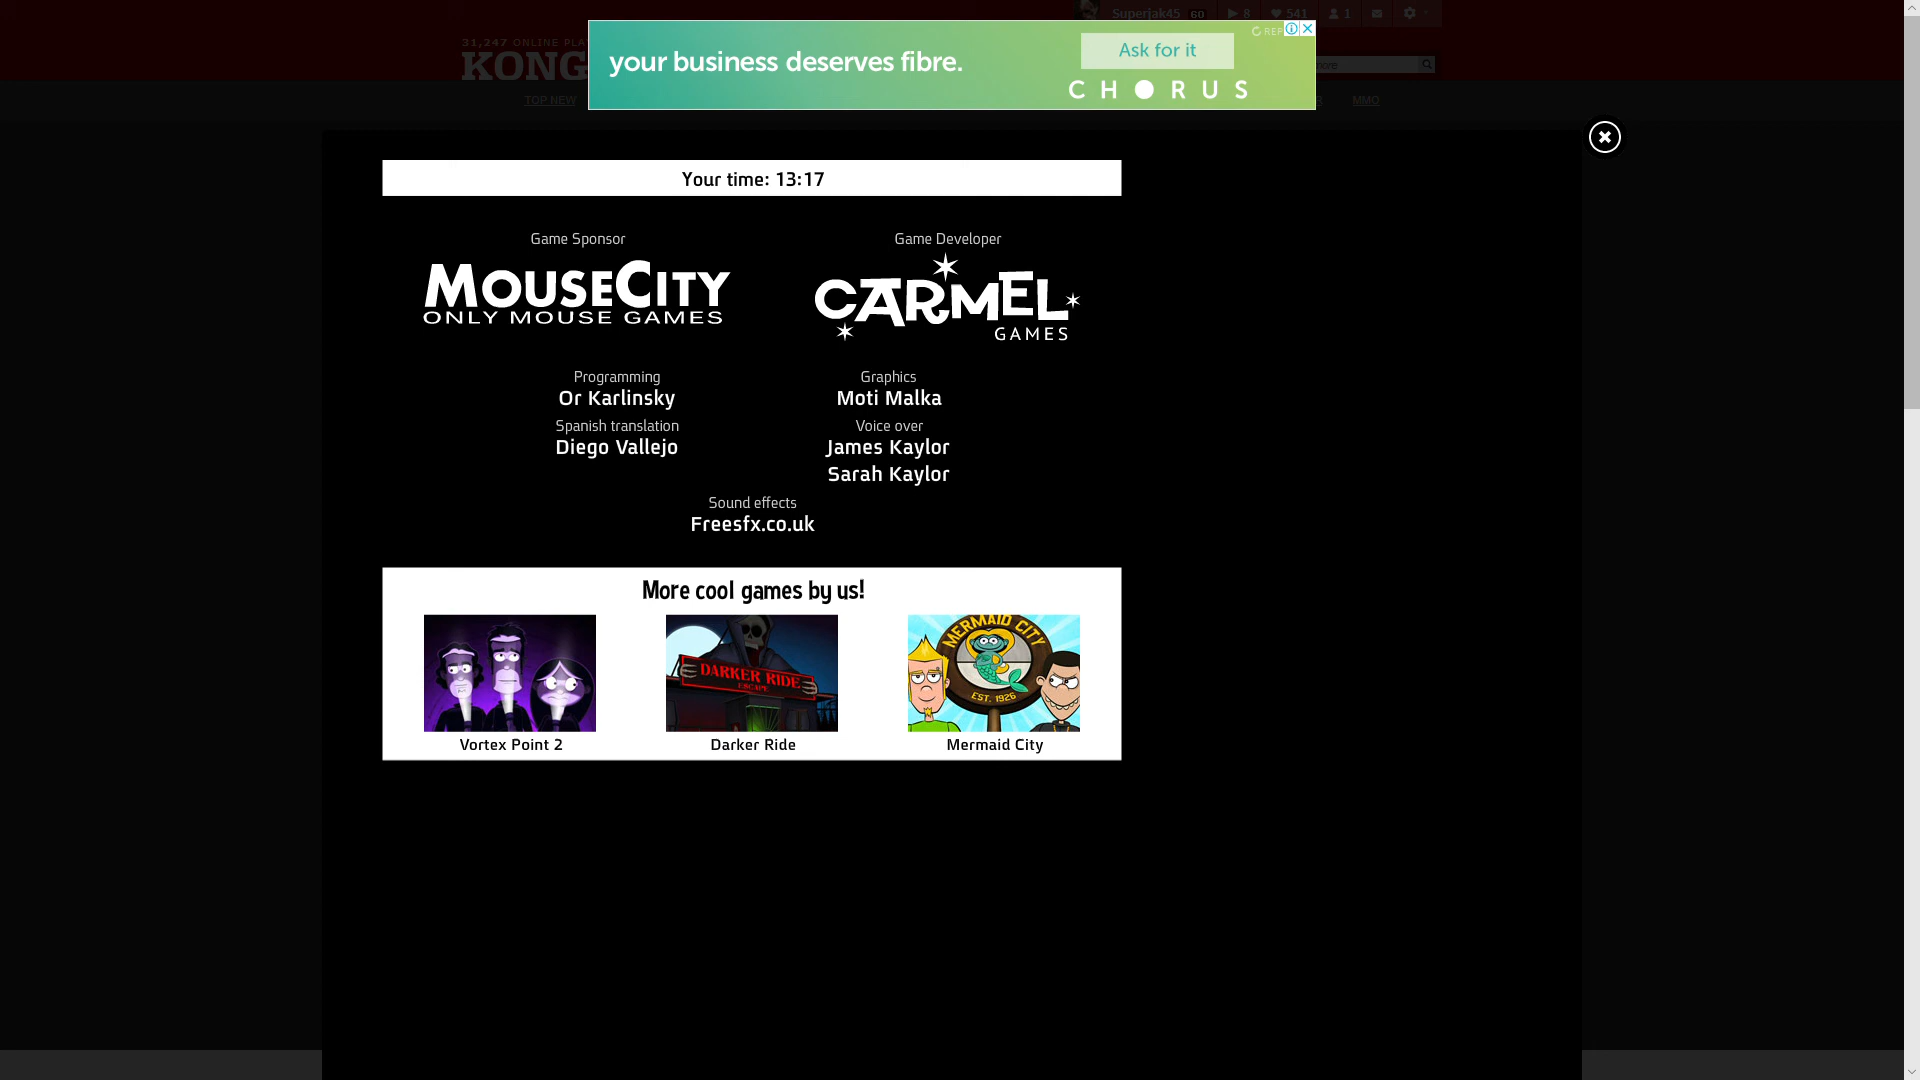 Superjak45 60 8 541 1
31,247 ONLINE PLA
KONG
your business deserves fibre.
Ask for it
CHORUS
TOP NEW
MMO
Your time: 13:17
Game Sponsor
MOUSECITY
ONLY MOUSE GAMES
Game Developer
CARMEL
GAMES
Programming
Or Karlinsky
Graphics
Moti Malka
Spanish translation
Diego Vallejo
Voice over
James Kaylor
Sarah Kaylor
Sound effects
Freesfx.co.uk
More cool games by us!
DARKER RIDE
ESCAPE
MERMAID CITY
EST. 1926
Vortex Point 2
Darker Ride
Mermaid City